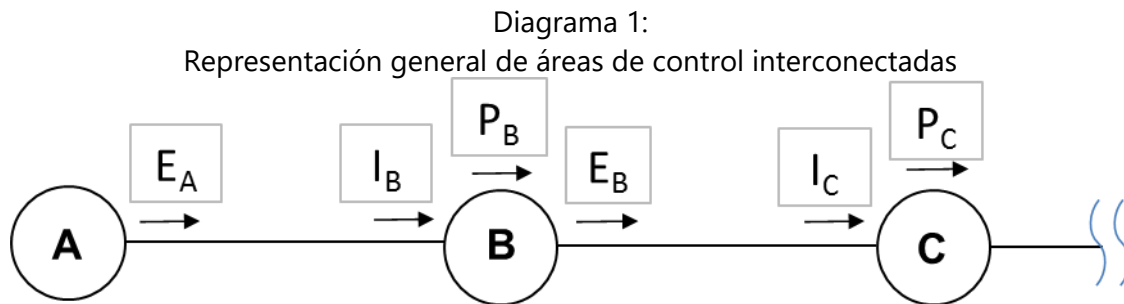 Diagrama 1:
Representación general de áreas de control interconectadas
P_B
P_C
E_A
I_B
E_B
I_C
A
B
C